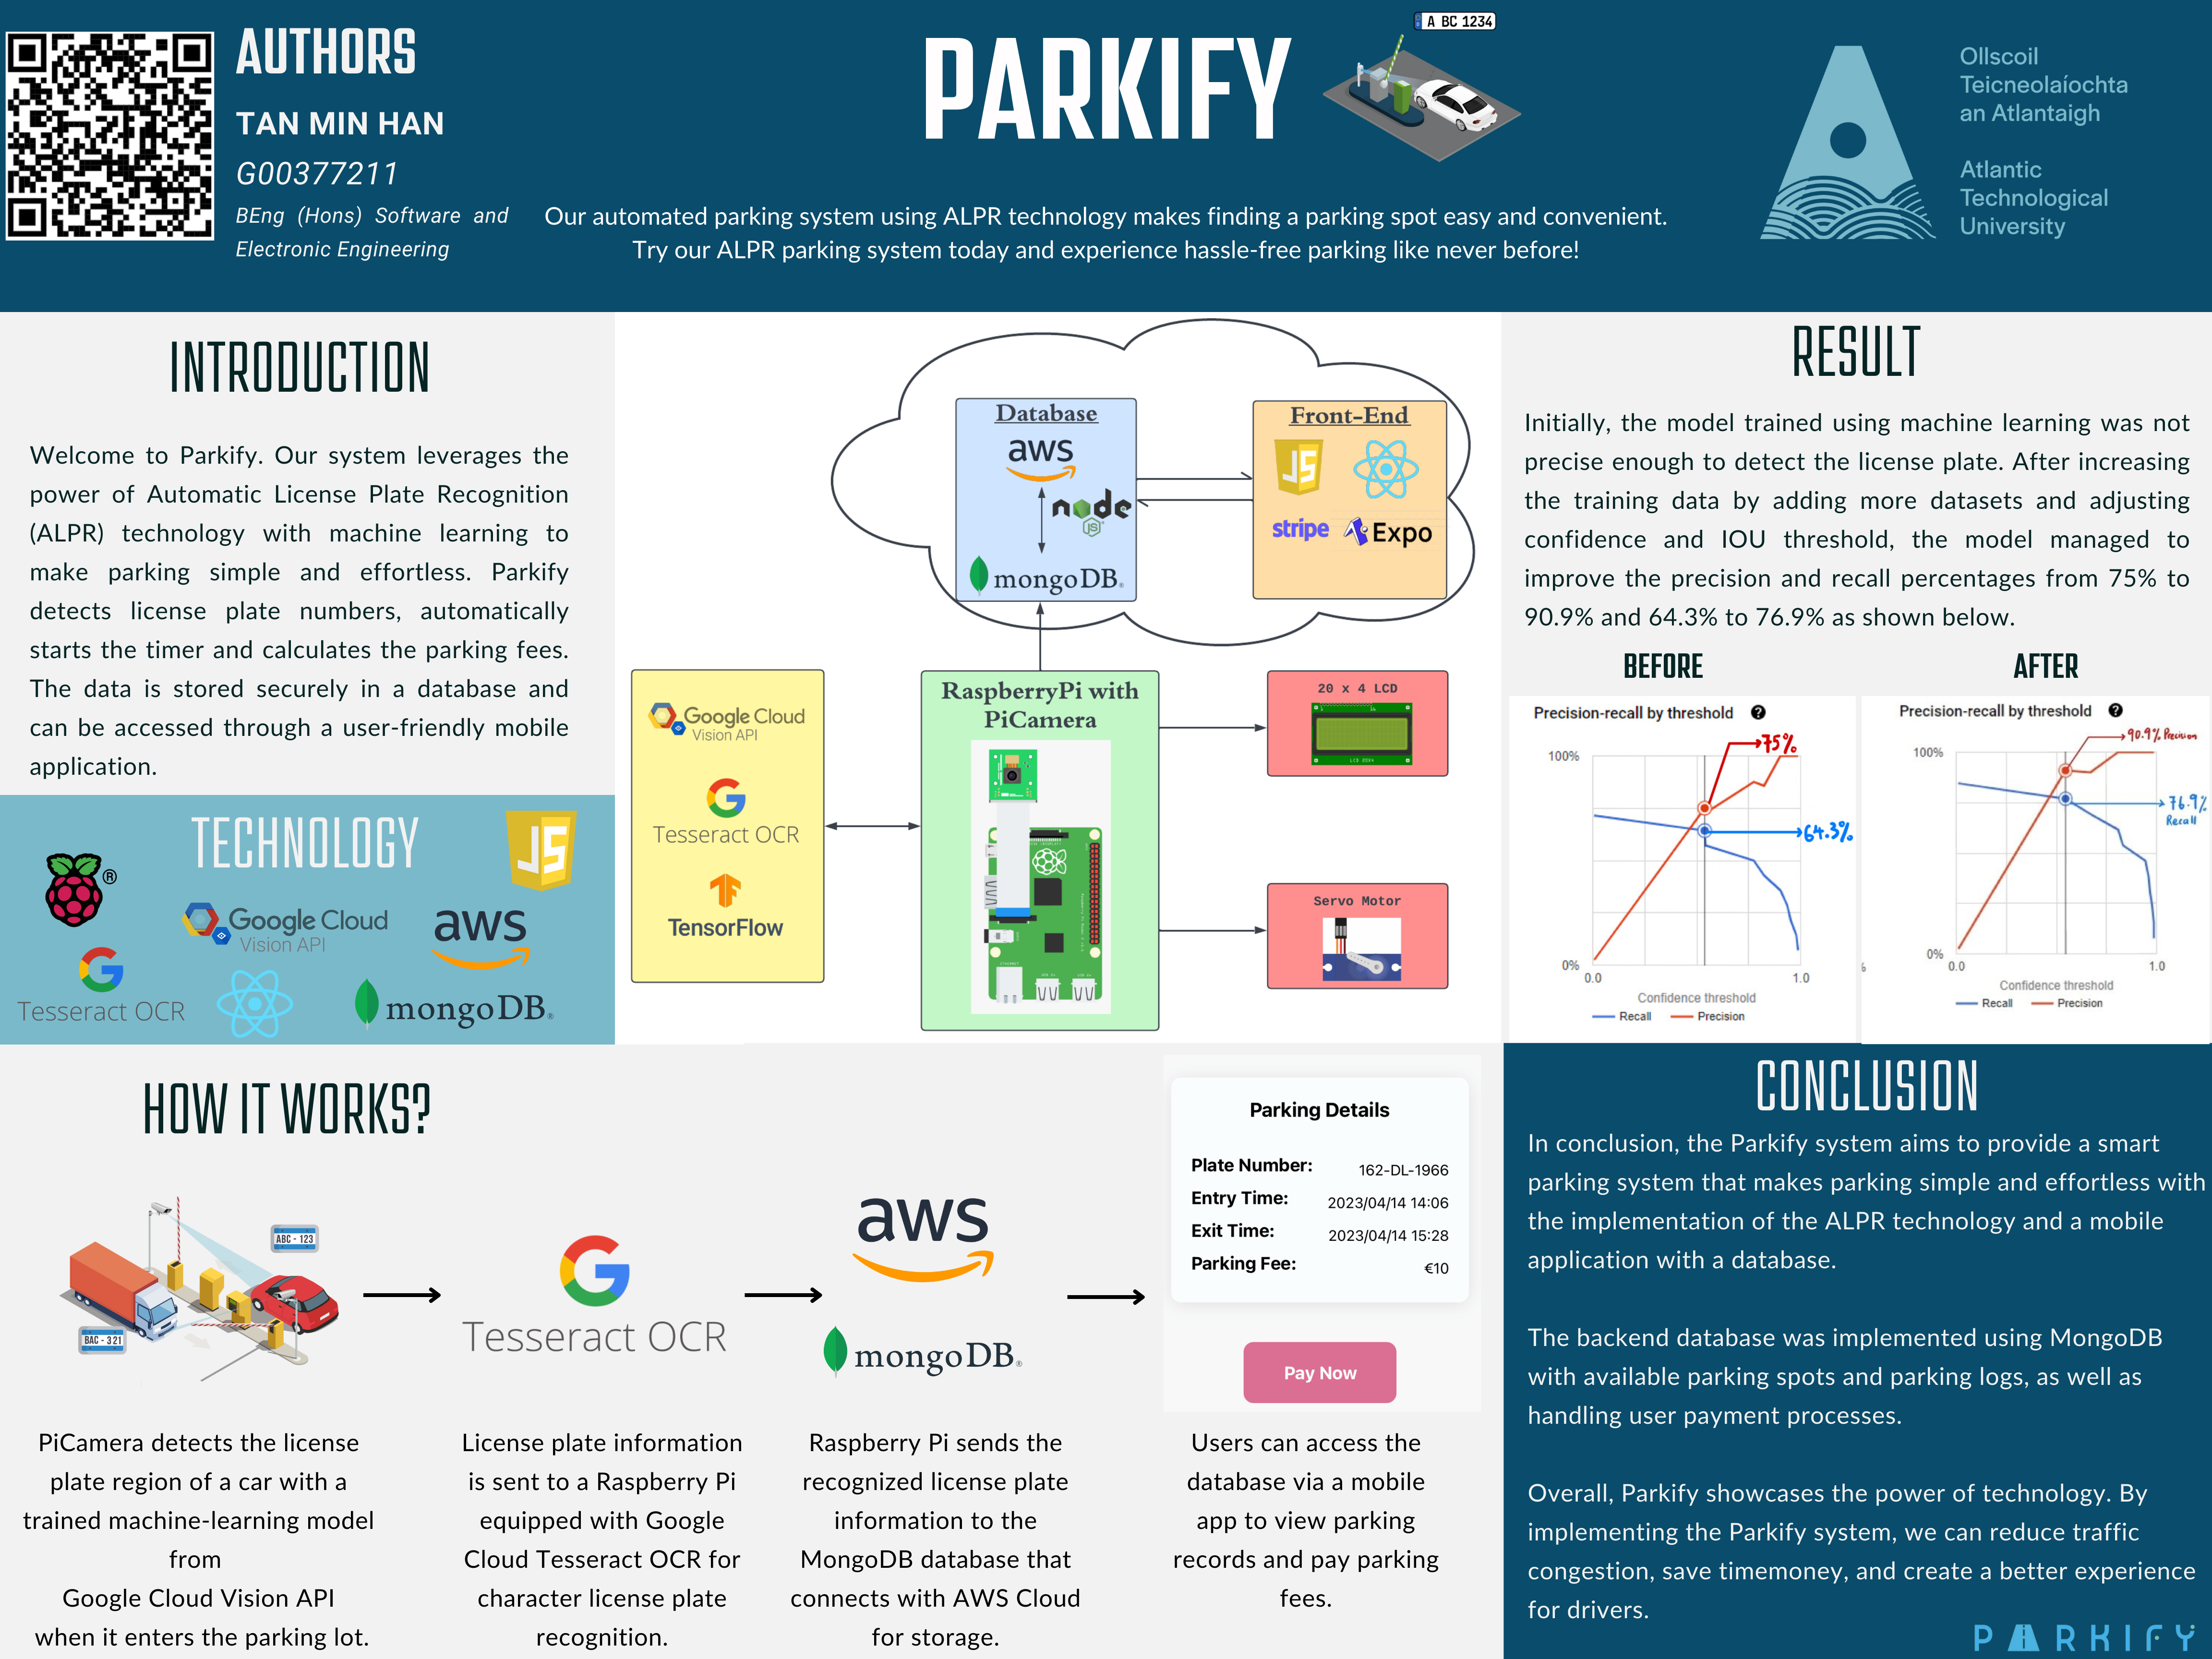 AUTHORS
TAN MIN HAN
G00377211
BEng (Hons) Software and
Electronic Engineering
PARKIFY
A BC 1234
Our automated parking system using ALPR technology makes finding a parking spot easy and convenient.
Try our ALPR parking system today and experience hassle-free parking like never before!
Ollscoil
Teicneolaíochta
an Atlantaigh
Atlantic
Technological
University
INTRODUCTION
Welcome to Parkify. Our system leverages the
power of Automatic License Plate Recognition
(ALPR) technology with machine learning to
make parking simple and effortless. Parkify
detects license plate numbers, automatically
starts the timer and calculates the parking fees.
The data is stored securely in a database and
can be accessed through a user-friendly mobile
application.
TECHNOLOGY
JS
Google Cloud
Vision API
aws
Tesseract OCR
mongoDB®
Database
aws
node
JS
mongoDB®
Front-End
JS
stripe
Expo
Google Cloud
Vision API
Tesseract OCR
TensorFlow
RaspberryPi with
PiCamera
20 x 4 LCD
Servo Motor
RESULT
Initially, the model trained using machine learning was not
precise enough to detect the license plate. After increasing
the training data by adding more datasets and adjusting
confidence and IOU threshold, the model managed to
improve the precision and recall percentages from 75% to
90.9% and 64.3% to 76.9% as shown below.
BEFORE
Precision-recall by threshold ?
75%
100%
64.3%
0%
0.0
1.0
Confidence threshold
Recall
Precision
AFTER
Precision-recall by threshold ?
90.9% Precision
100%
76.9%
Recall
0%
0.0
1.0
Confidence threshold
Recall
Precision
HOW IT WORKS?
ABC - 123
BAC - 321
PiCamera detects the license
plate region of a car with a
trained machine-learning model
from
Google Cloud Vision API
when it enters the parking lot.
Tesseract OCR
License plate information
is sent to a Raspberry Pi
equipped with Google
Cloud Tesseract OCR for
character license plate
recognition.
aws
mongoDB®
Raspberry Pi sends the
recognized license plate
information to the
MongoDB database that
connects with AWS Cloud
for storage.
Parking Details
Plate Number: 162-DL-1966
Entry Time: 2023/04/14 14:06
Exit Time: 2023/04/14 15:28
Parking Fee: €10
Pay Now
Users can access the
database via a mobile
app to view parking
records and pay parking
fees.
CONCLUSION
In conclusion, the Parkify system aims to provide a smart
parking system that makes parking simple and effortless with
the implementation of the ALPR technology and a mobile
application with a database.
The backend database was implemented using MongoDB
with available parking spots and parking logs, as well as
handling user payment processes.
Overall, Parkify showcases the power of technology. By
implementing the Parkify system, we can reduce traffic
congestion, save timemoney, and create a better experience
for drivers.
PARKIFY